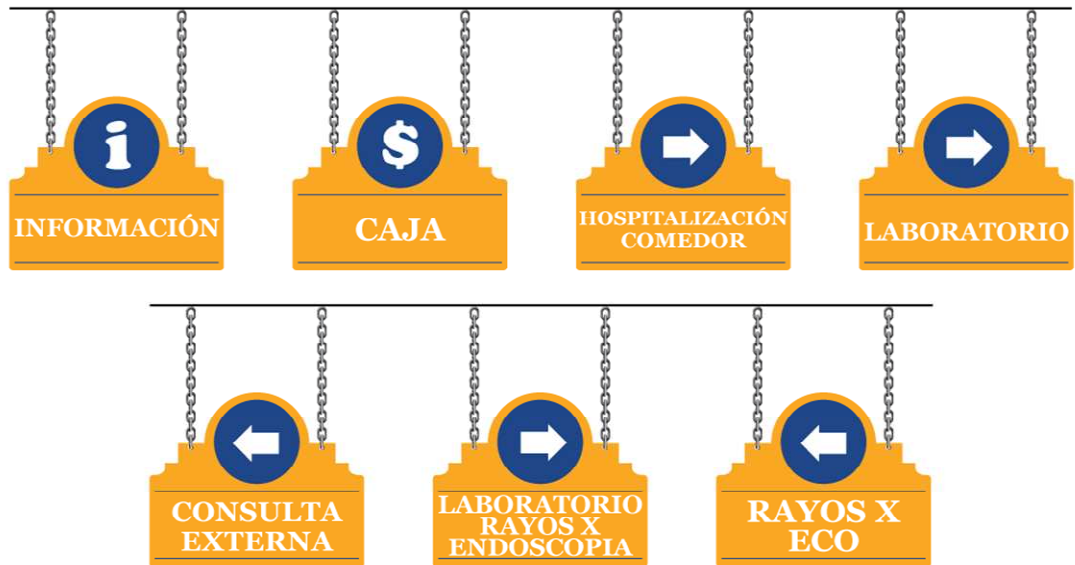 i
INFORMACIÓN
$
CAJA
HOSPITALIZACIÓN
COMEDOR
LABORATORIO
CONSULTA
EXTERNA
LABORATORIO
RAYOS X
ENDOSCOPIA
RAYOS X
ECO